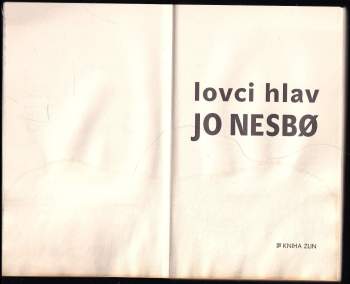 lovci hlav
JO NESBØ
KNIHA ZLIN